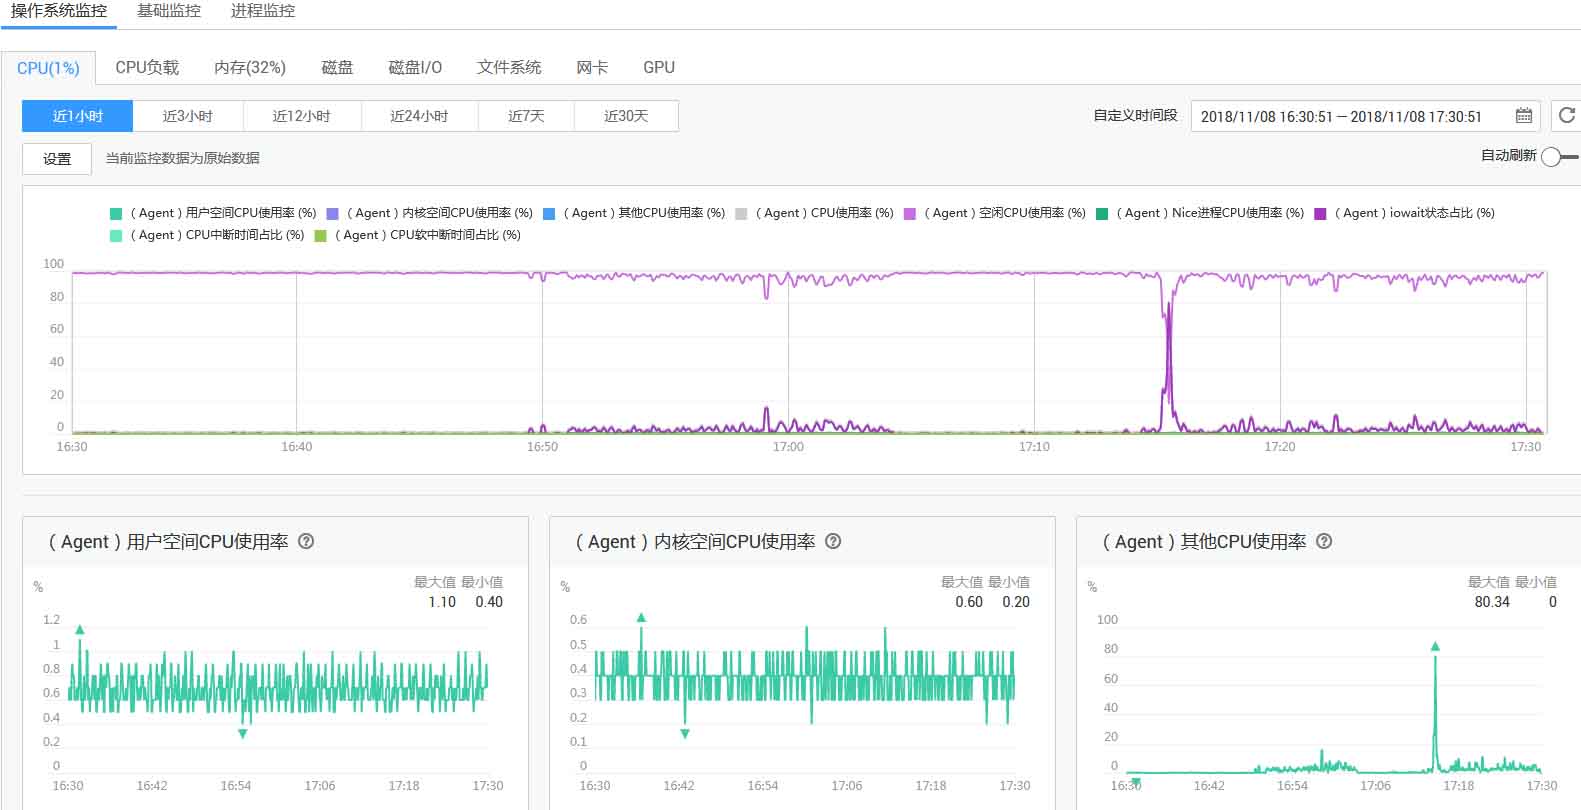 操作系统监控 基础监控 进程监控
CPU(1%) CPU负载 内存(32%) 磁盘 磁盘I/O 文件系统 网卡 GPU
近1小时 近3小时 近12小时 近24小时 近7天 近30天 自定义时间段 2018/11/08 16:30:51 – 2018/11/08 17:30:51
设置 当前监控数据为原始数据 自动刷新
（Agent）用户空间CPU使用率 (%) （Agent）内核空间CPU使用率 (%) （Agent）其他CPU使用率 (%) （Agent）CPU使用率 (%) （Agent）空闲CPU使用率 (%) （Agent）Nice进程CPU使用率 (%) （Agent）iowait状态占比 (%)
（Agent）CPU中断时间占比 (%) （Agent）CPU软中断时间占比 (%)
100
80
60
40
20
0
16:30 16:40 16:50 17:00 17:10 17:20 17:30
（Agent）用户空间CPU使用率 ?
%
最大值 最小值
1.10 0.40
1.2
1
0.8
0.6
0.4
0.2
0
16:30 16:42 16:54 17:06 17:18 17:30
（Agent）内核空间CPU使用率 ?
%
最大值 最小值
0.60 0.20
0.6
0.5
0.4
0.3
0.2
0.1
0
16:30 16:42 16:54 17:06 17:18 17:30
（Agent）其他CPU使用率 ?
%
最大值 最小值
80.34 0
100
80
60
40
20
0
16:30 16:42 16:54 17:06 17:18 17:30